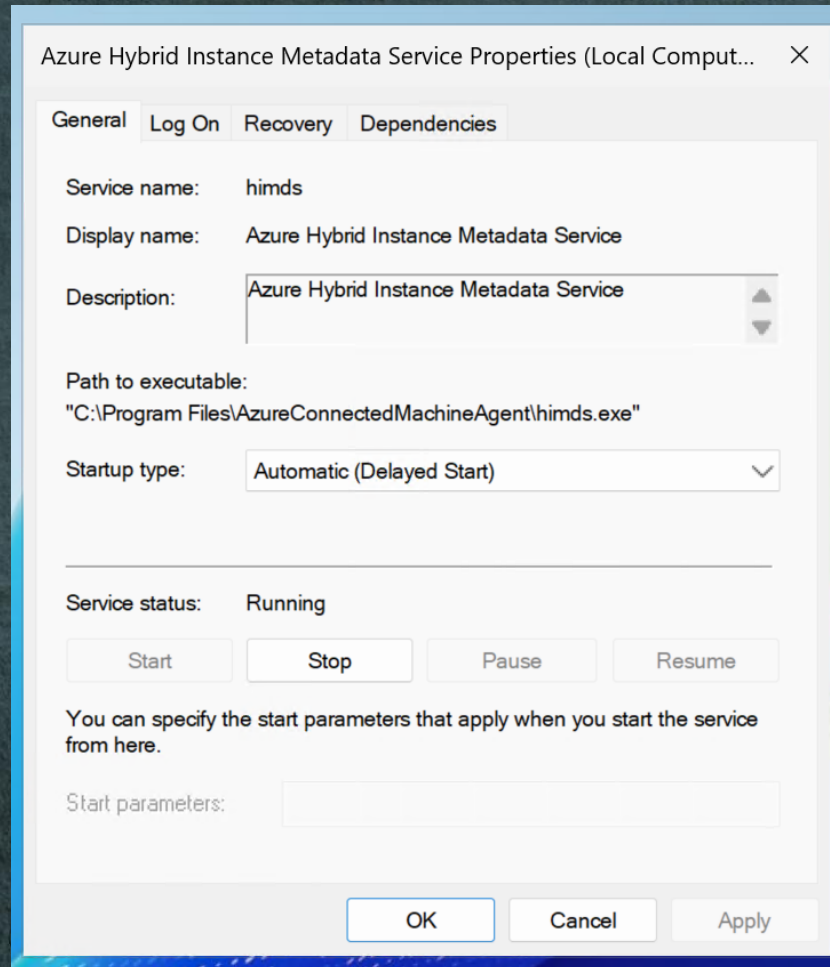 Azure Hybrid Instance Metadata Service Properties (Local Comput...
General Log On Recovery Dependencies
Service name: himds
Display name: Azure Hybrid Instance Metadata Service
Description: Azure Hybrid Instance Metadata Service
Path to executable:
"C:\Program Files\AzureConnectedMachineAgent\himds.exe"
Startup type: Automatic (Delayed Start)
Service status: Running
Start Stop Pause Resume
You can specify the start parameters that apply when you start the service
from here.
Start parameters:
OK Cancel Apply